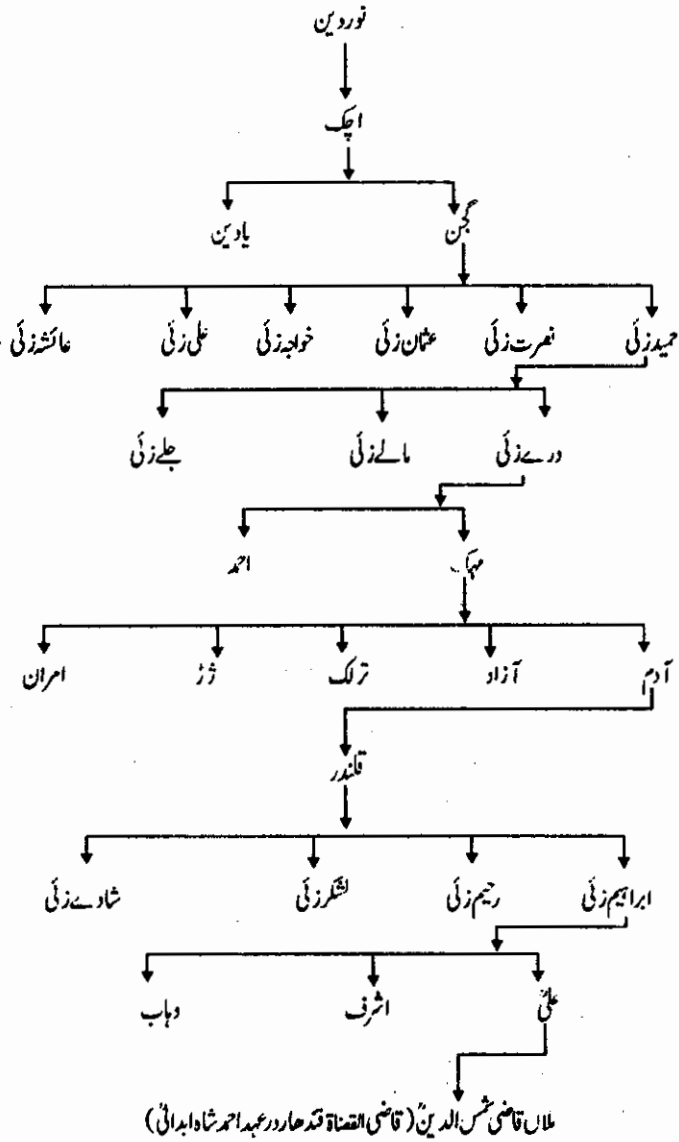 نوردین
اچک
گجن یادین
حمیدزئی نصرت زئی عثمان زئی خواجہ زئی علی زئی عائشہ زئی
درے زئی مالے زئی جلے زئی
مہک احمد
آدم آزاد ترلک ژڑ امران
قلندر
ابراہیم زئی رحیم زئی لشکرزئی شادے زئی
علیؒ اشرف وہاب
ملاں قاضی شمس الدینؒ (قاضی القضاۃ قندھار در عہد احمد شاہ ابدالیؒ)